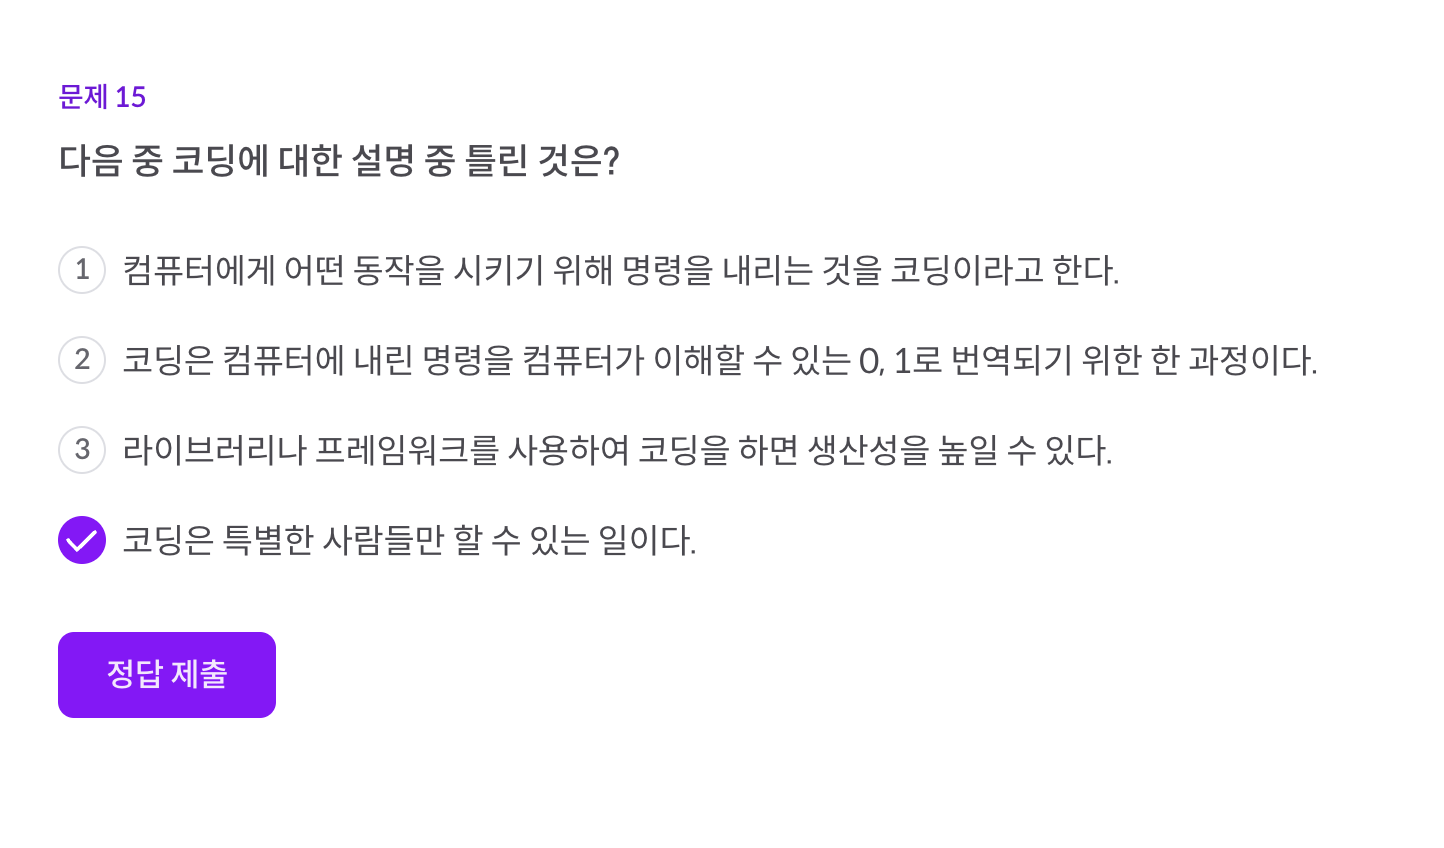 문제 15
다음 중 코딩에 대한 설명 중 틀린 것은?
1 컴퓨터에게 어떤 동작을 시키기 위해 명령을 내리는 것을 코딩이라고 한다.
2 코딩은 컴퓨터에 내린 명령을 컴퓨터가 이해할 수 있는 0, 1로 번역되기 위한 한 과정이다.
3 라이브러리나 프레임워크를 사용하여 코딩을 하면 생산성을 높일 수 있다.
코딩은 특별한 사람들만 할 수 있는 일이다.
정답 제출